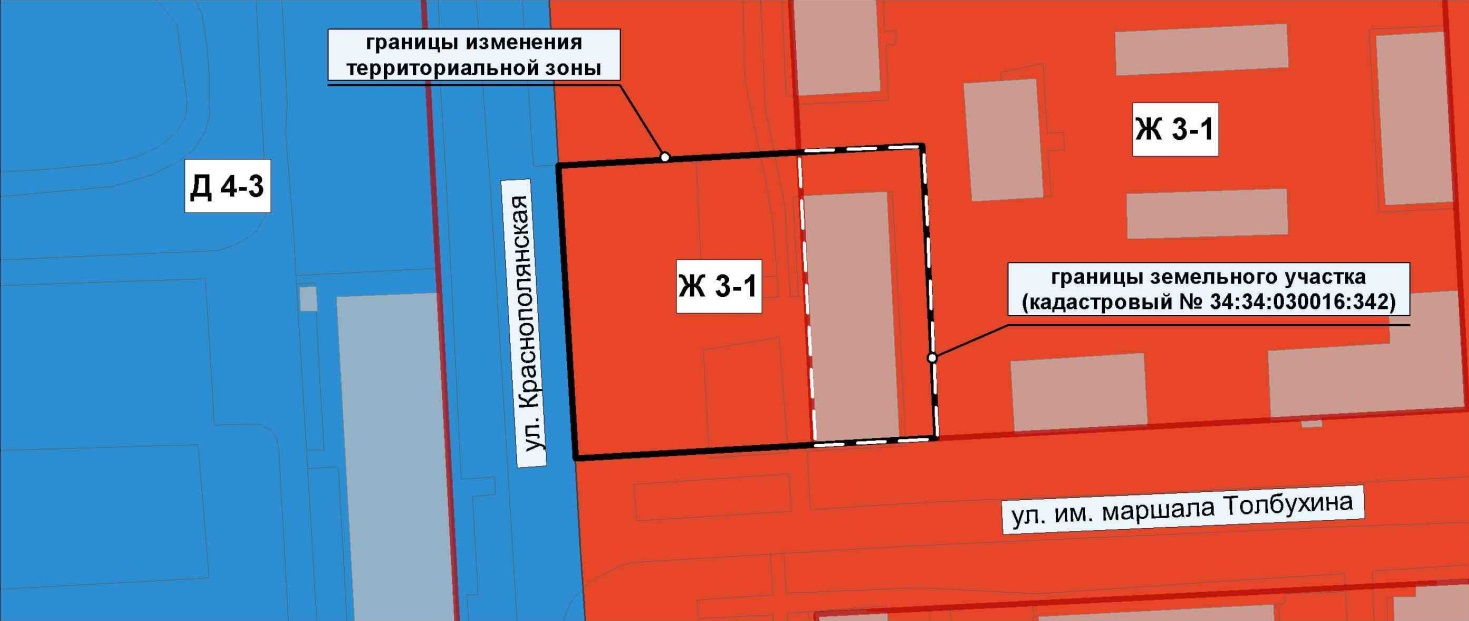 границы изменения
территориальной зоны
Ж 3-1
Д 4-3
ул. Краснополянская
Ж 3-1
границы земельного участка
(кадастровый № 34:34:030016:342)
ул. им. маршала Толбухина